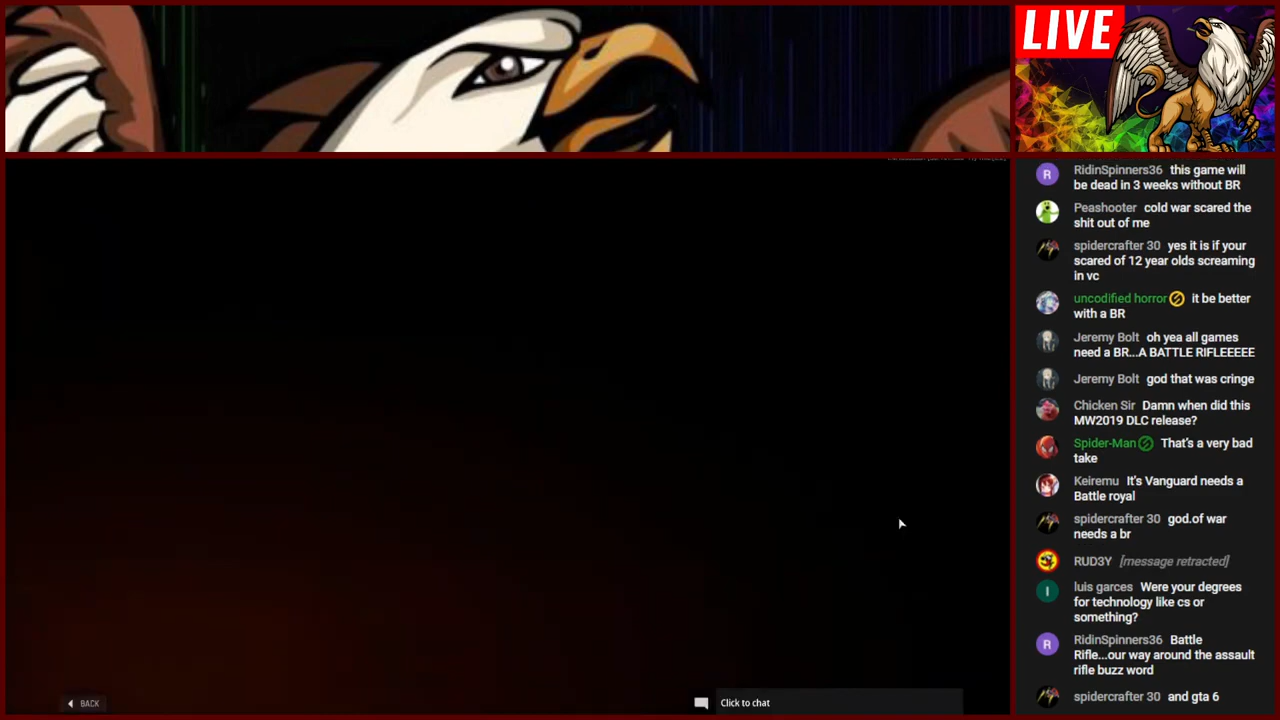 LIVE
RidinSpinners36 this game will
be dead in 3 weeks without BR
Peashooter cold war scared the
shit out of me
spidercrafter 30 yes it is if your
scared of 12 year olds screaming
in vc
uncodified horror it be better
with a BR
Jeremy Bolt oh yea all games
need a BR...A BATTLE RIFLEEEEE
Jeremy Bolt god that was cringe
Chicken Sir Damn when did this
MW2019 DLC release?
Spider-Man That's a very bad
take
Keiremu It's Vanguard needs a
Battle royal
spidercrafter 30 god.of war
needs a br
RUD3Y [message retracted]
luis garces Were your degrees
for technology like cs or
something?
RidinSpinners36 Battle
Rifle...our way around the assault
rifle buzz word
spidercrafter 30 and gta 6
BACK
Click to chat